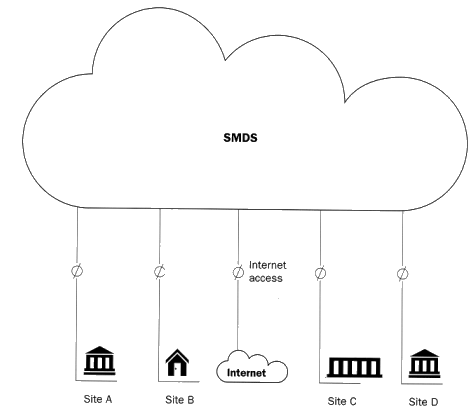 SMDS
Internet
access
Internet
Site A
Site B
Site C
Site D